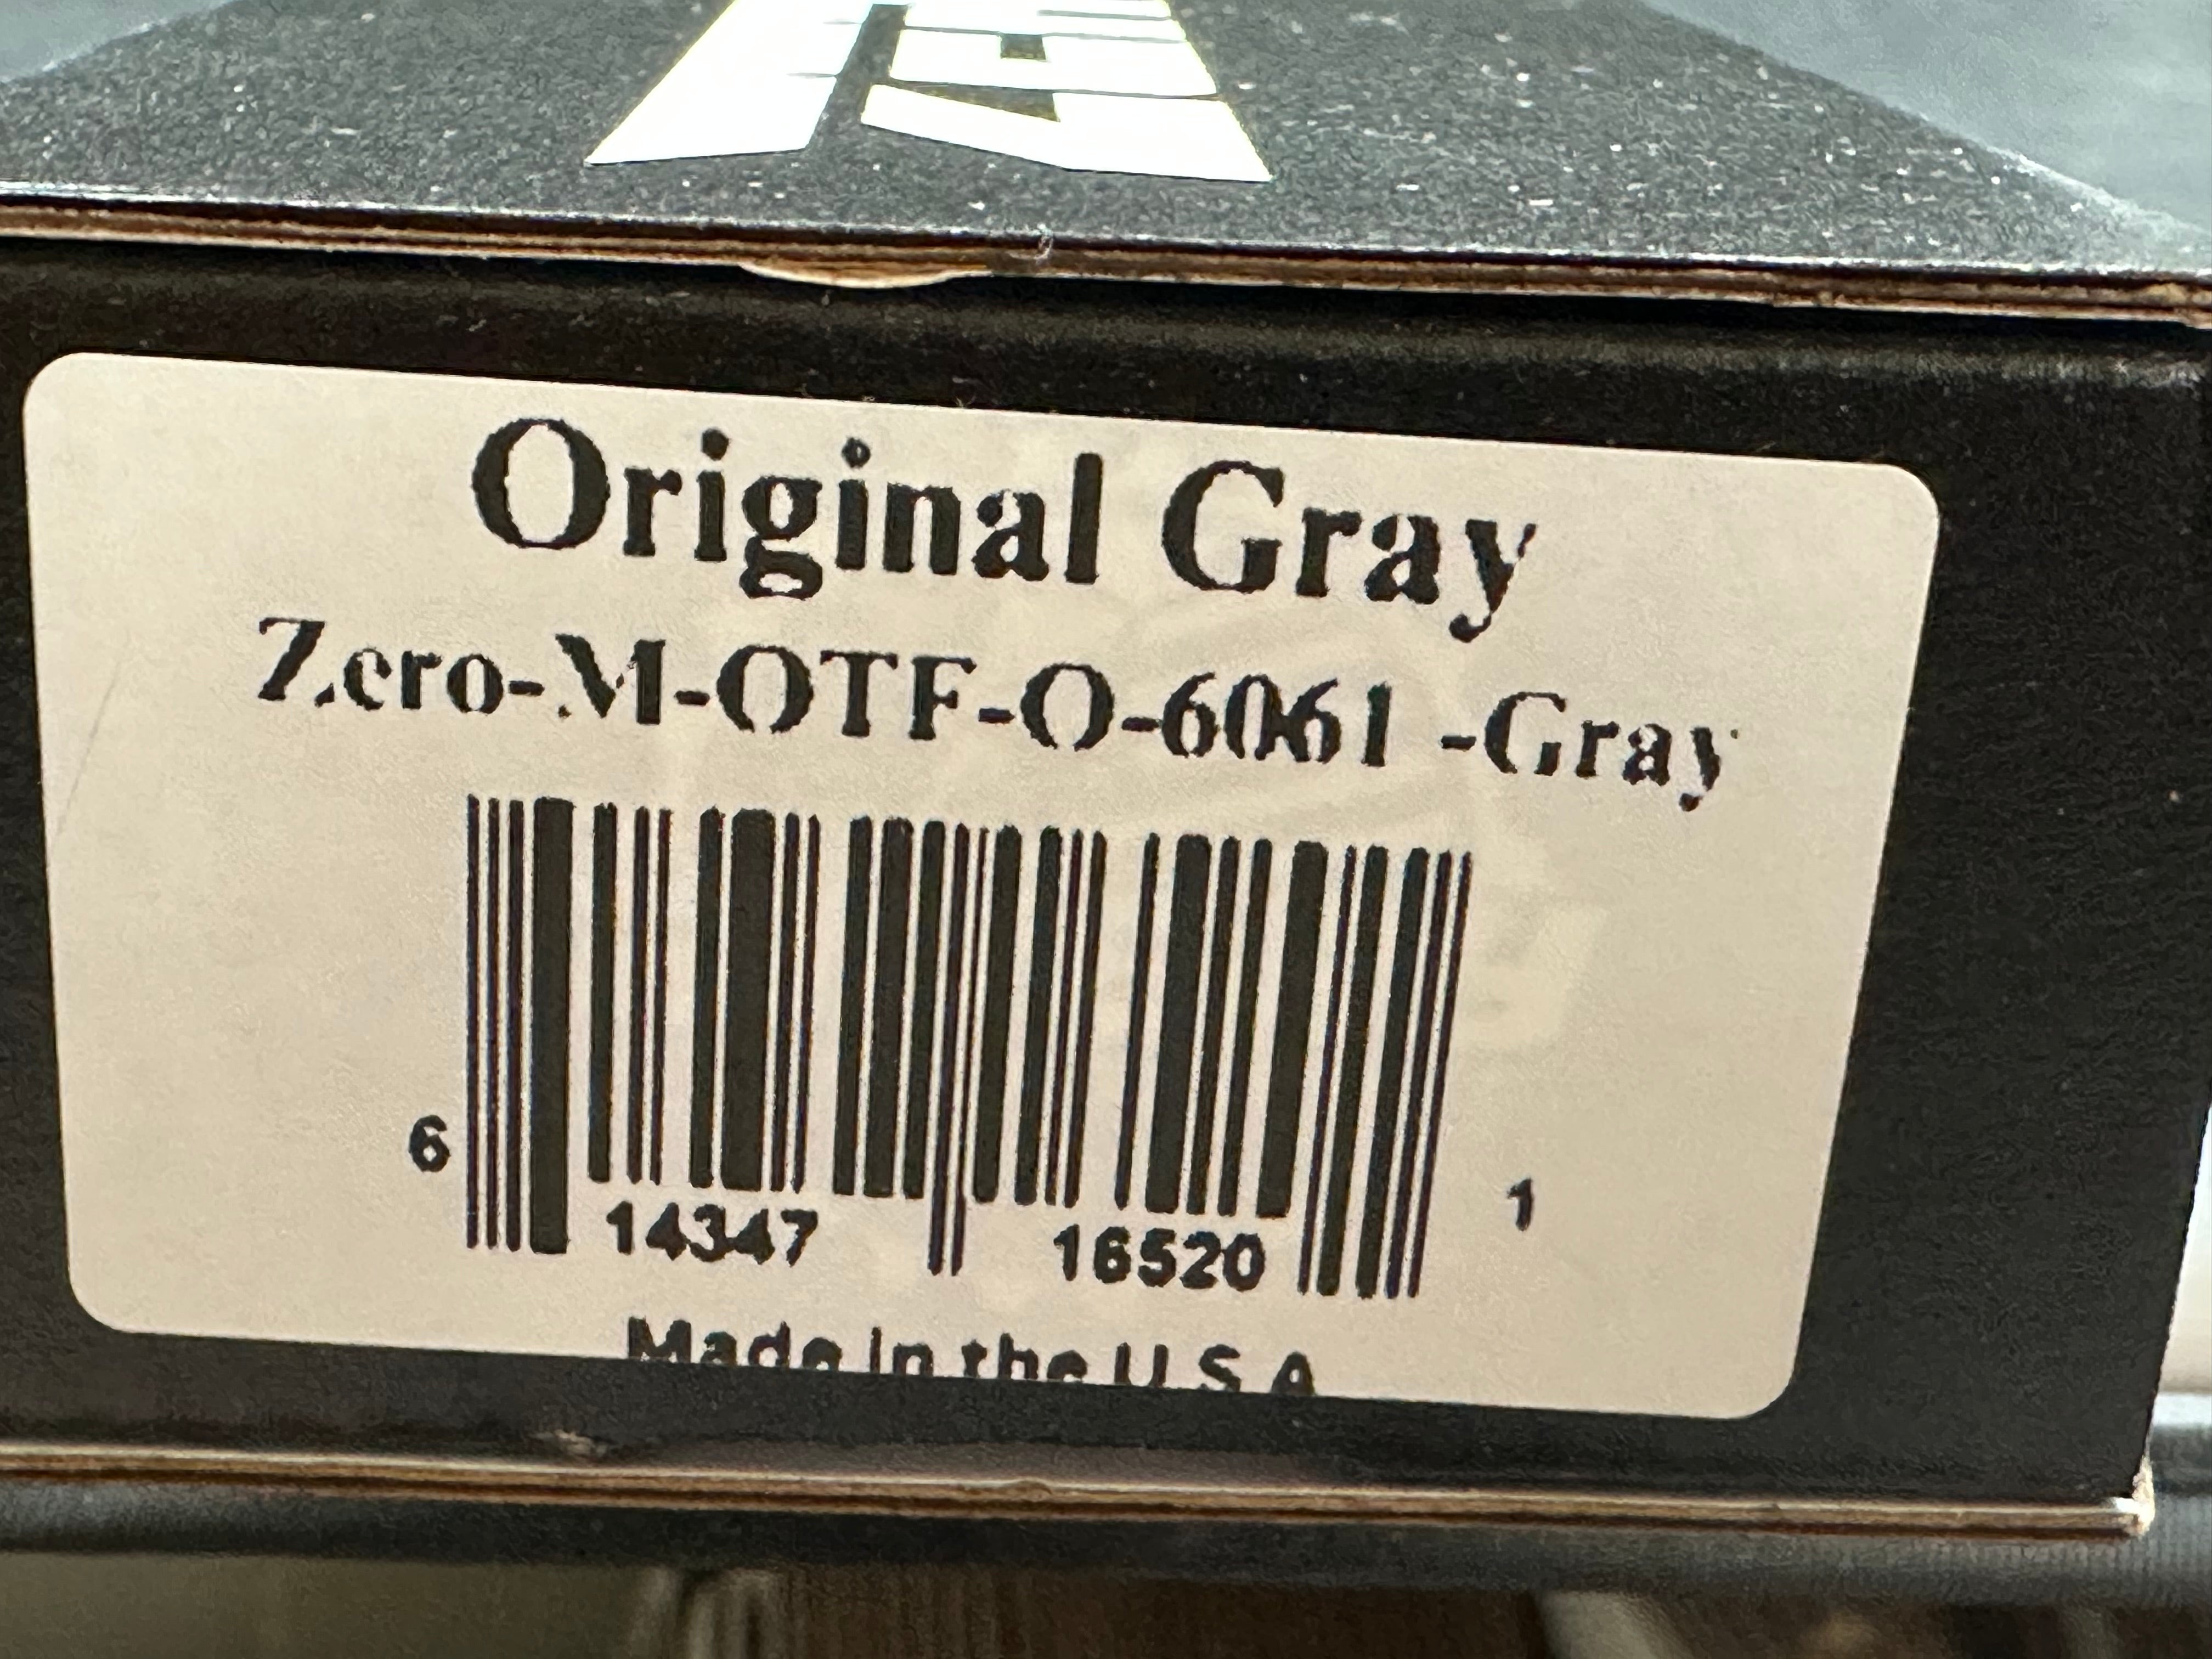 Original Gray
Zero-M-OTF-O-6061 -Gray
6 14347 16520 1
Made in the U.S.A